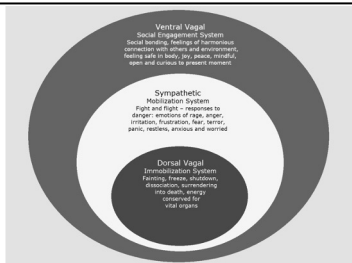 Ventral Vagal
Social Engagement System
Social bonding, feelings of harmonious
connection with others and environment,
feeling safe in body, joy, peace, mindful,
open and curious to present moment
Sympathetic
Mobilization System
Fight and flight – responses to
danger: emotions of rage, anger,
irritation, frustration, fear, terror,
panic, restless, anxious and worried
Dorsal Vagal
Immobilization System
Fainting, freeze, shutdown,
dissociation, surrendering
into death, energy
conserved for
vital organs